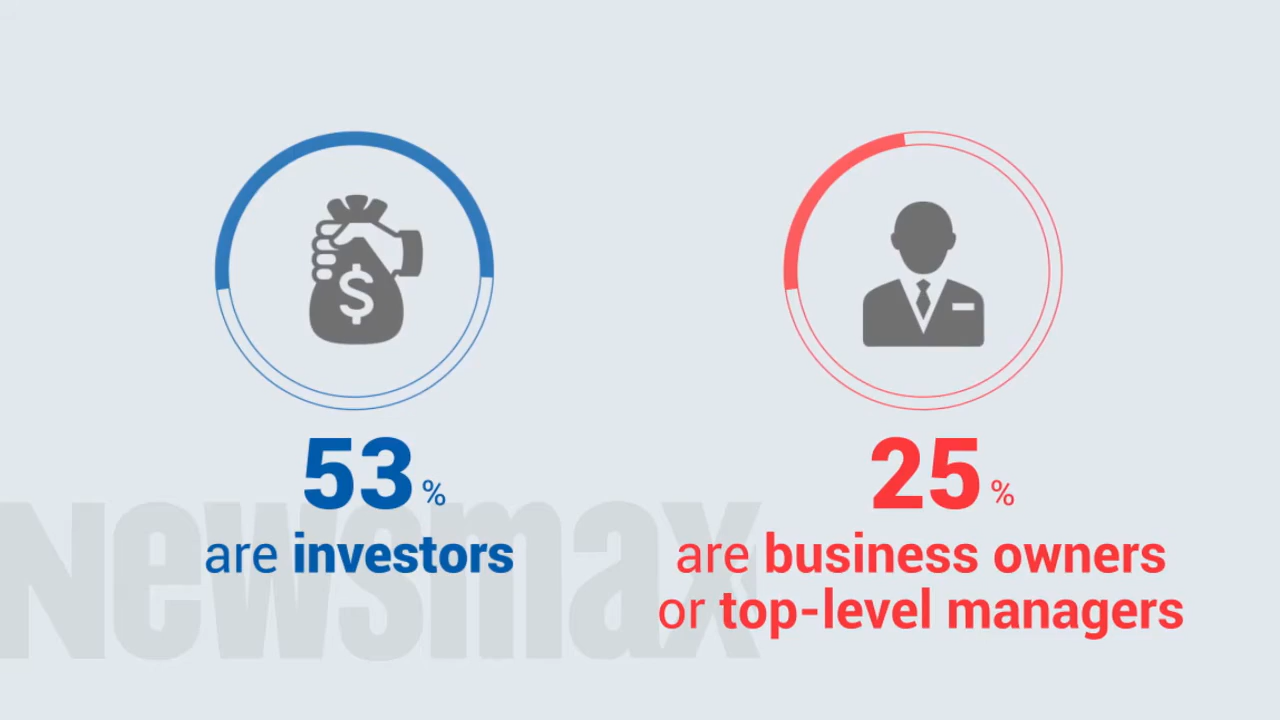 $
53 %
are investors
25 %
are business owners
or top-level managers
Newsmax